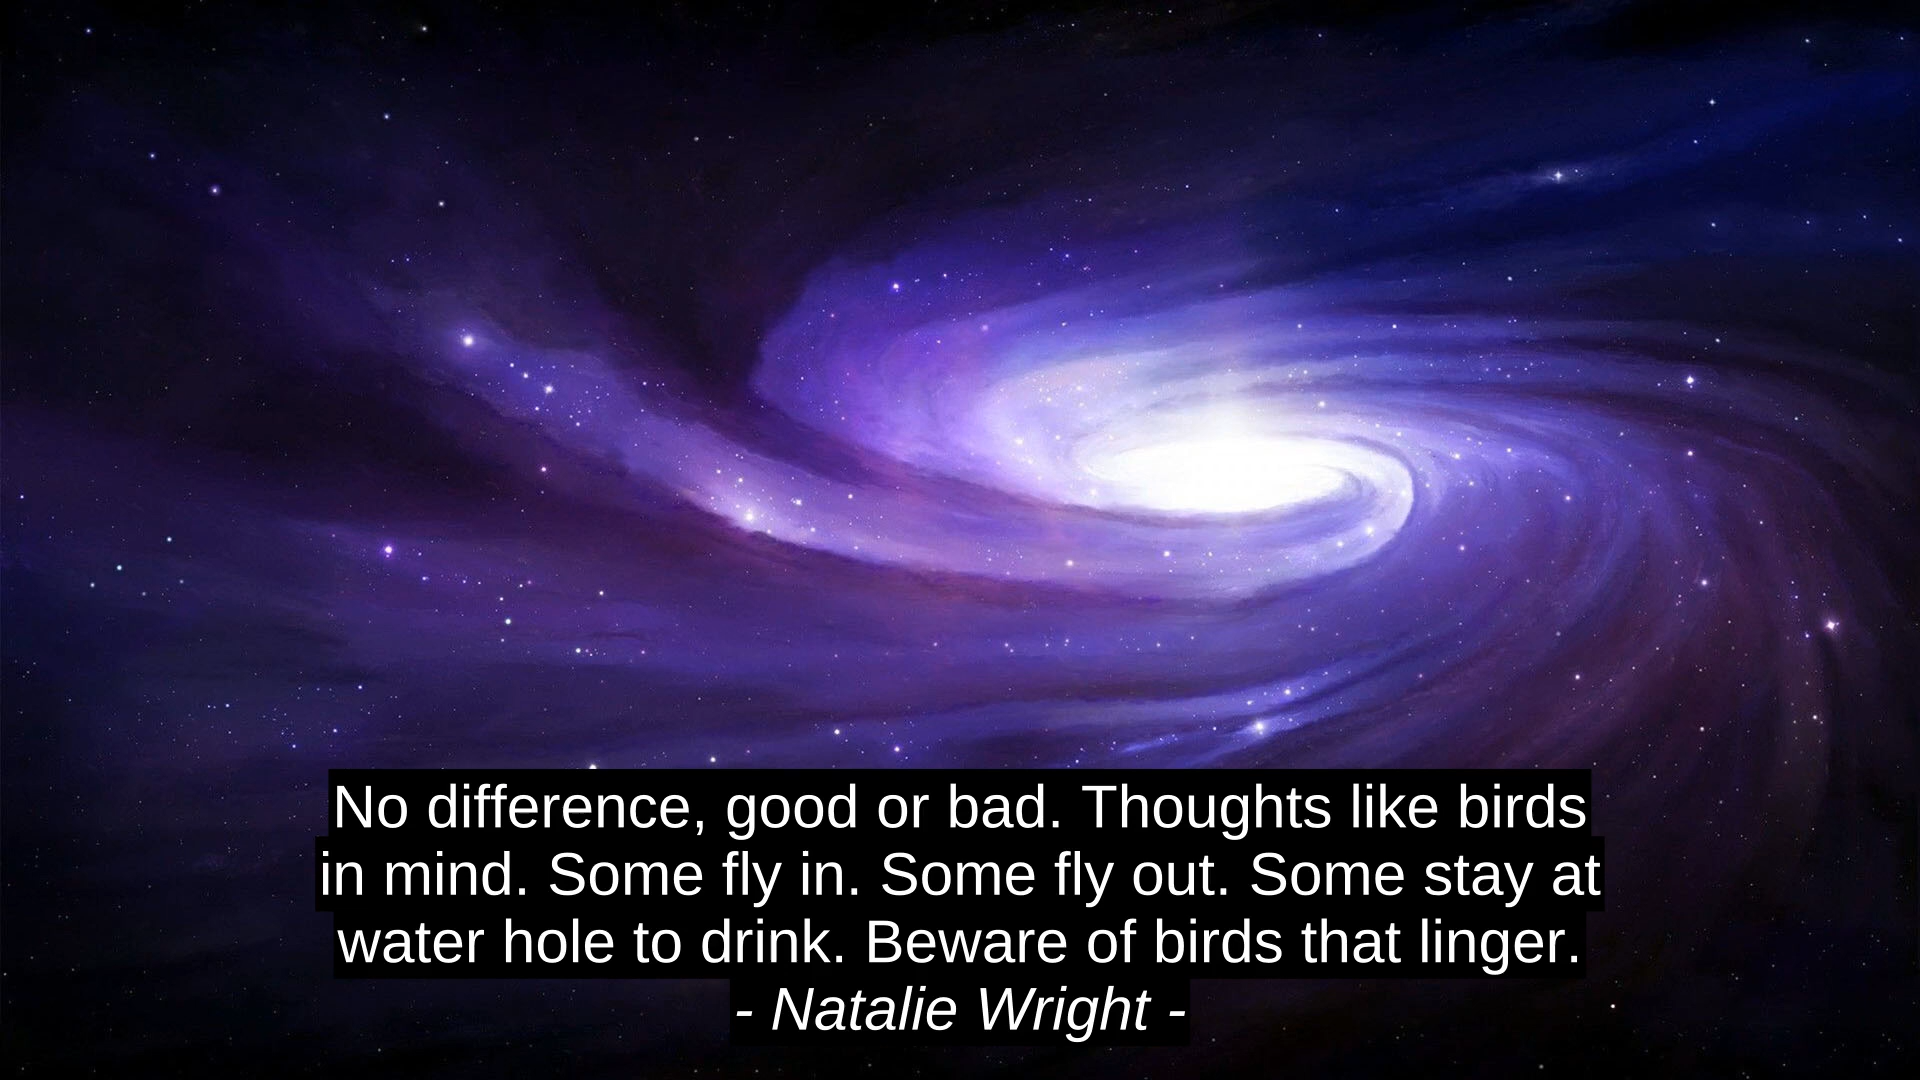 No difference, good or bad. Thoughts like birds
in mind. Some fly in. Some fly out. Some stay at
water hole to drink. Beware of birds that linger.
- Natalie Wright -